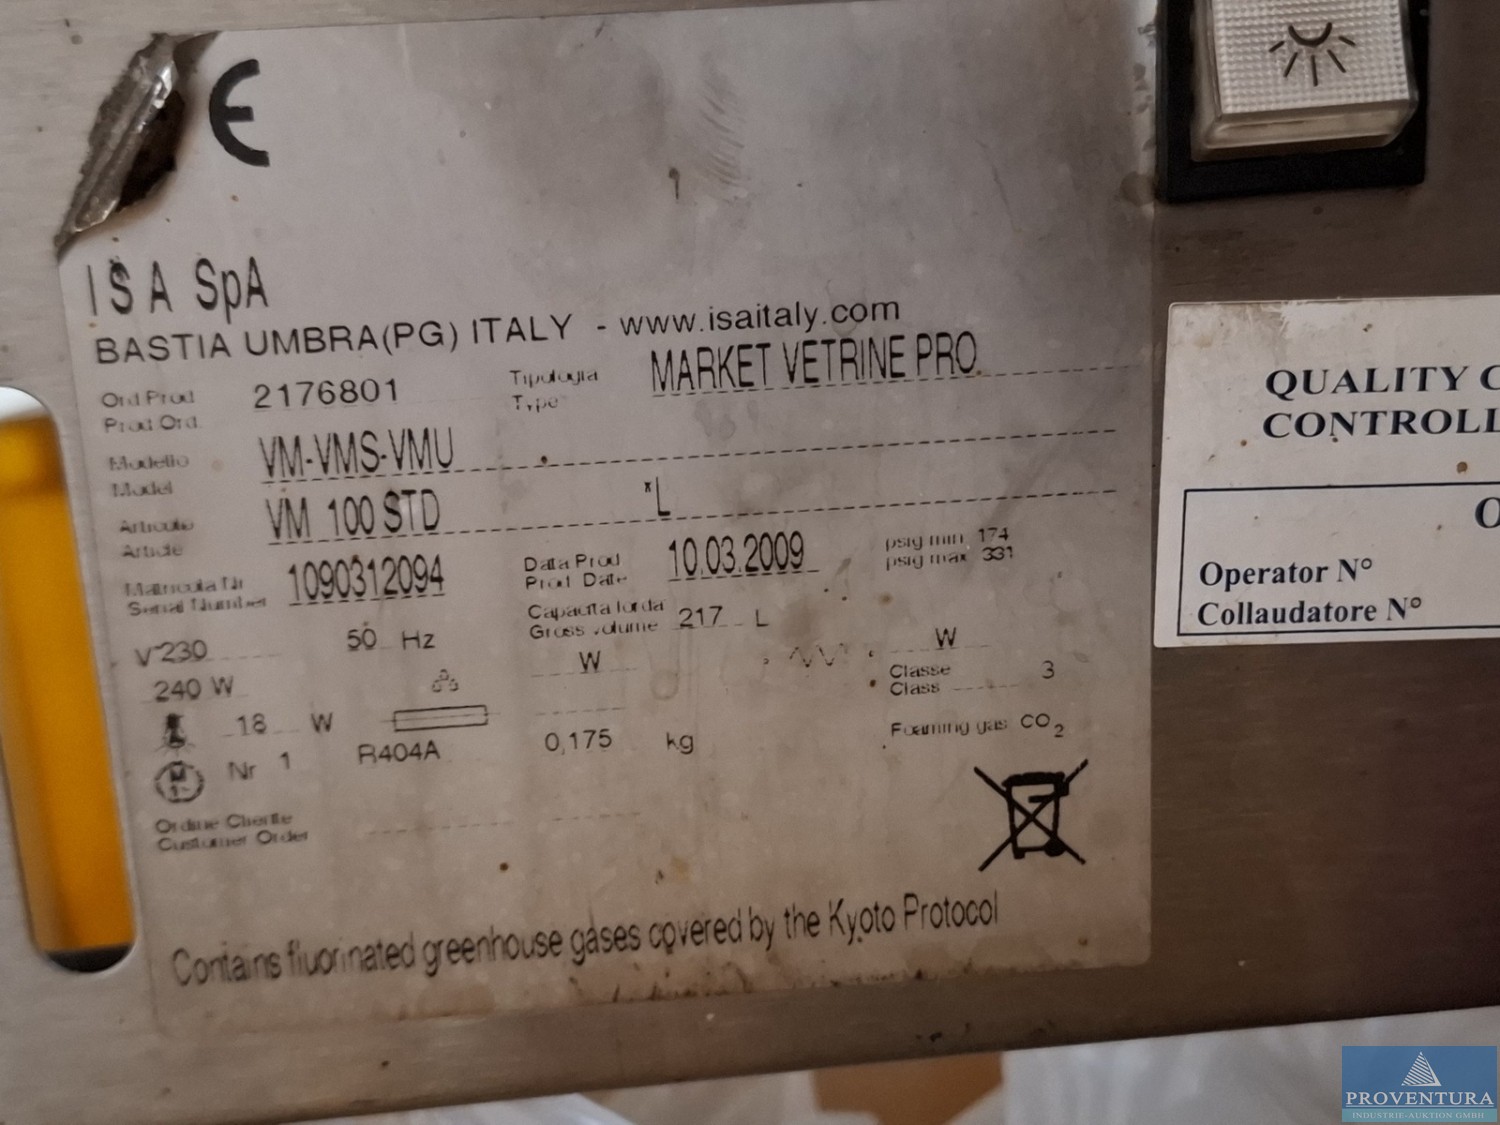 CE
ISA SpA
BASTIA UMBRA(PG) ITALY - www.isaitaly.com
Ord Prod
Prod Ord.
2176801
Tipologia
Type
MARKET VETRINE PRO
Modello
Model
VM-VMS-VMU
Articolo
Article
VM 100 STD
*L
Matricola Nr
Serial Number
1090312094
Data Prod
Prod Date
10.03.2009
psig min 174
psig max 331
V~230
50 Hz
Capacita lorda
Gross volume
217 L
240 W
W
W
Classe
Class
3
18 W
R404A
0,175 kg
Foaming gas CO2
M
1~
Nr 1
Ordine Cliente
Customer Order
Contains fluorinated greenhouse gases covered by the Kyoto Protocol
QUALITY C
CONTROLL
O
Operator N°
Collaudatore N°
PROVENTURA
INDUSTRIE-AUKTION GMBH